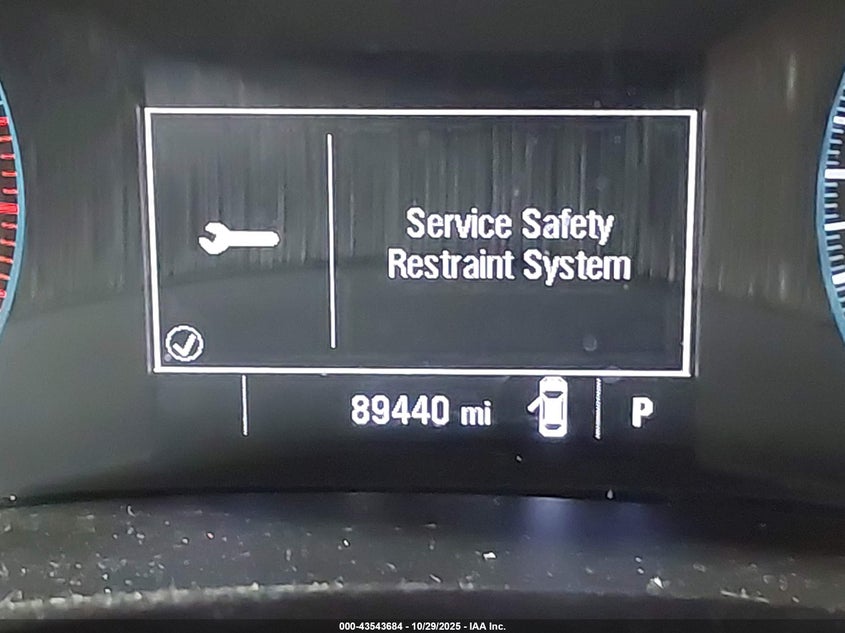 Service Safety
Restraint System
89440 mi
P
000-43543684 - 10/29/2025 - IAA Inc.